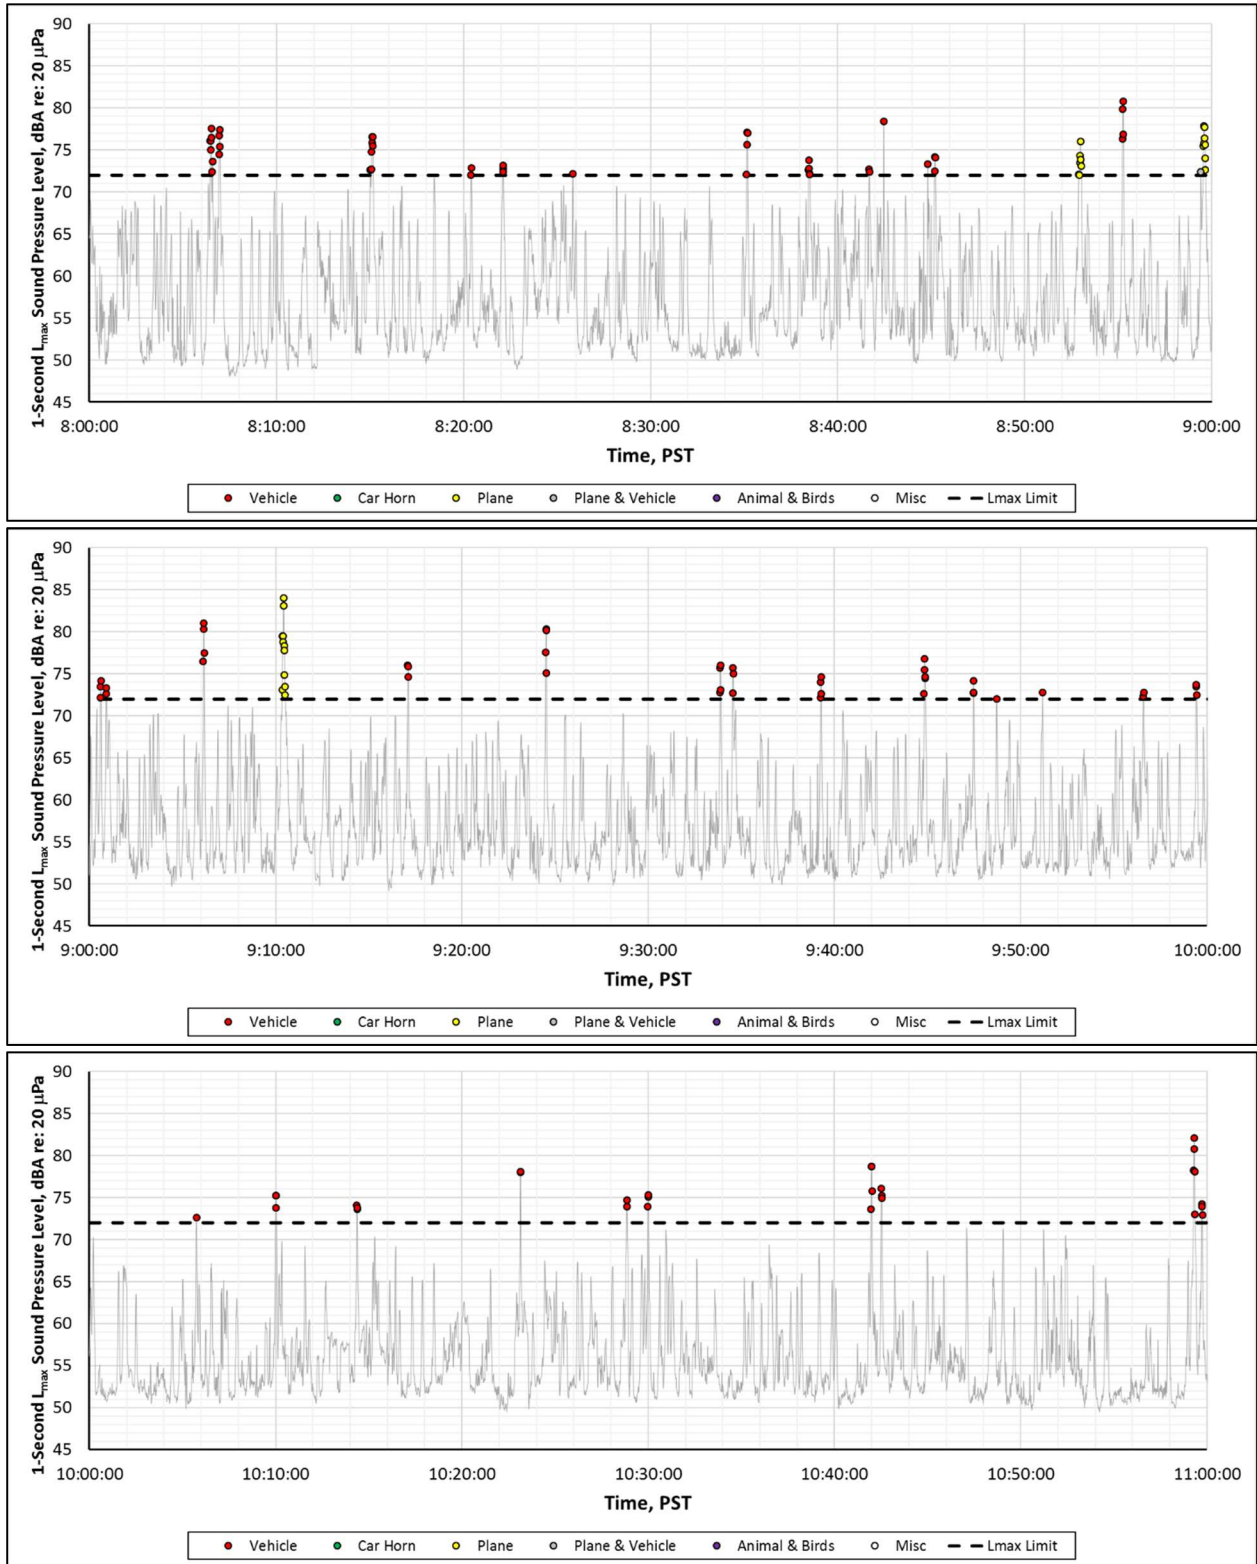 90
85
80
75
70
65
60
55
50
45
1-Second Lmax Sound Pressure Level, dBA re: 20 µPa
8:00:00 8:10:00 8:20:00 8:30:00 8:40:00 8:50:00 9:00:00
Time, PST
Vehicle Car Horn Plane Plane & Vehicle Animal & Birds Misc Lmax Limit
90
85
80
75
70
65
60
55
50
45
1-Second Lmax Sound Pressure Level, dBA re: 20 µPa
9:00:00 9:10:00 9:20:00 9:30:00 9:40:00 9:50:00 10:00:00
Time, PST
Vehicle Car Horn Plane Plane & Vehicle Animal & Birds Misc Lmax Limit
90
85
80
75
70
65
60
55
50
45
1-Second Lmax Sound Pressure Level, dBA re: 20 µPa
10:00:00 10:10:00 10:20:00 10:30:00 10:40:00 10:50:00 11:00:00
Time, PST
Vehicle Car Horn Plane Plane & Vehicle Animal & Birds Misc Lmax Limit